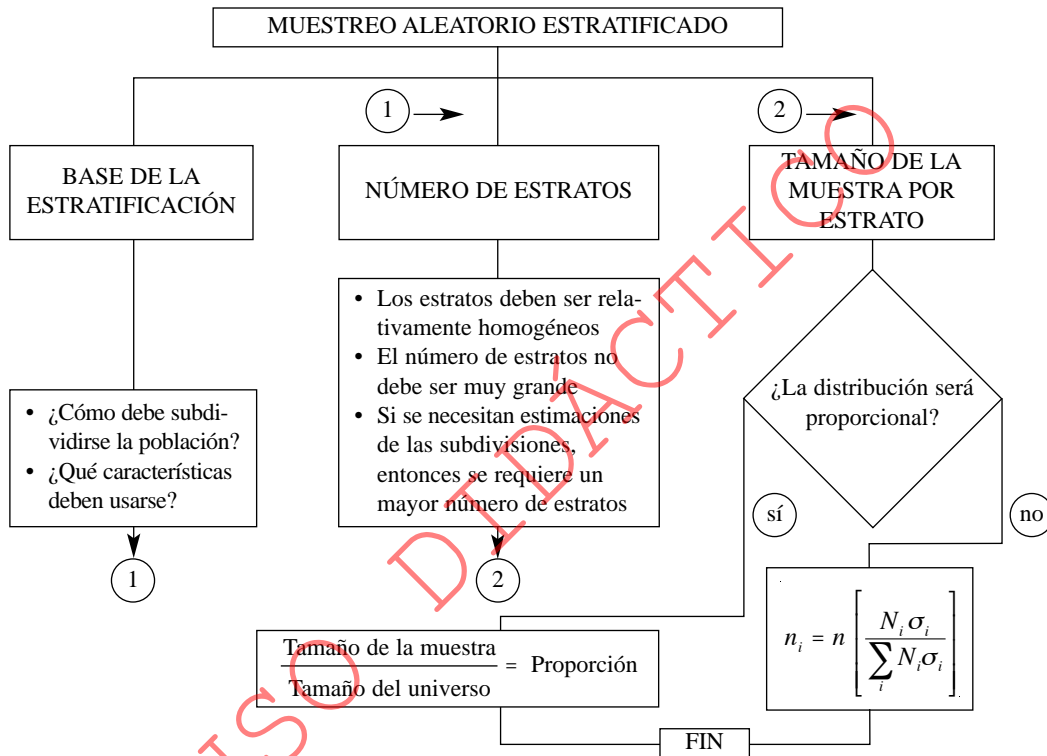 MUESTREO ALEATORIO ESTRATIFICADO
1
2
BASE DE LA
ESTRATIFICACIÓN
NÚMERO DE ESTRATOS
TAMAÑO DE LA
MUESTRA POR
ESTRATO
• ¿Cómo debe subdi-
vidirse la población?
• ¿Qué características
deben usarse?
1
• Los estratos deben ser rela-
tivamente homogéneos
• El número de estratos no
debe ser muy grande
• Si se necesitan estimaciones
de las subdivisiones,
entonces se requiere un
mayor número de estratos
2
¿La distribución será
proporcional?
sí
no
Tamaño de la muestra
Tamaño del universo
= Proporción
n_i = n [ N_i σ_i / ∑_i N_i σ_i ]
FIN
USO DIDÁCTICO